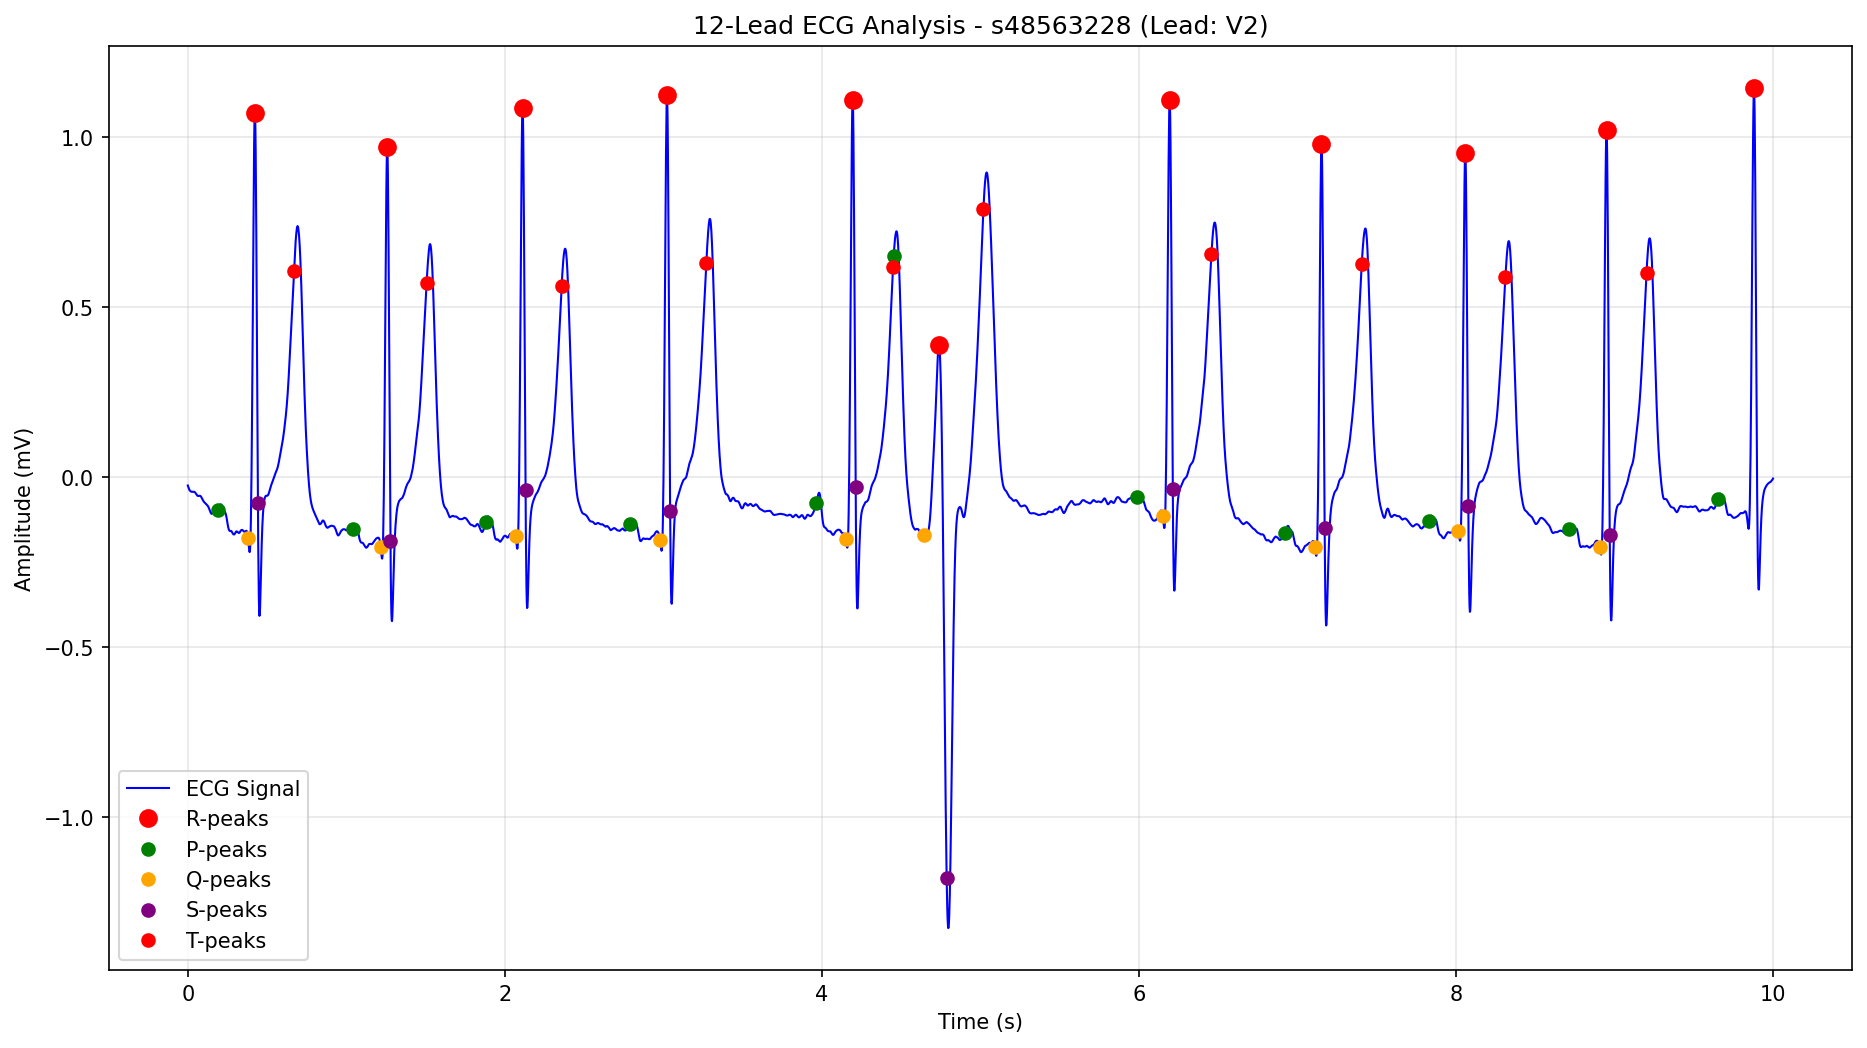 12-Lead ECG Analysis - s48563228 (Lead: V2)
Amplitude (mV)
1.0
0.5
0.0
−0.5
−1.0
ECG Signal
R-peaks
P-peaks
Q-peaks
S-peaks
T-peaks
0 2 4 6 8 10
Time (s)